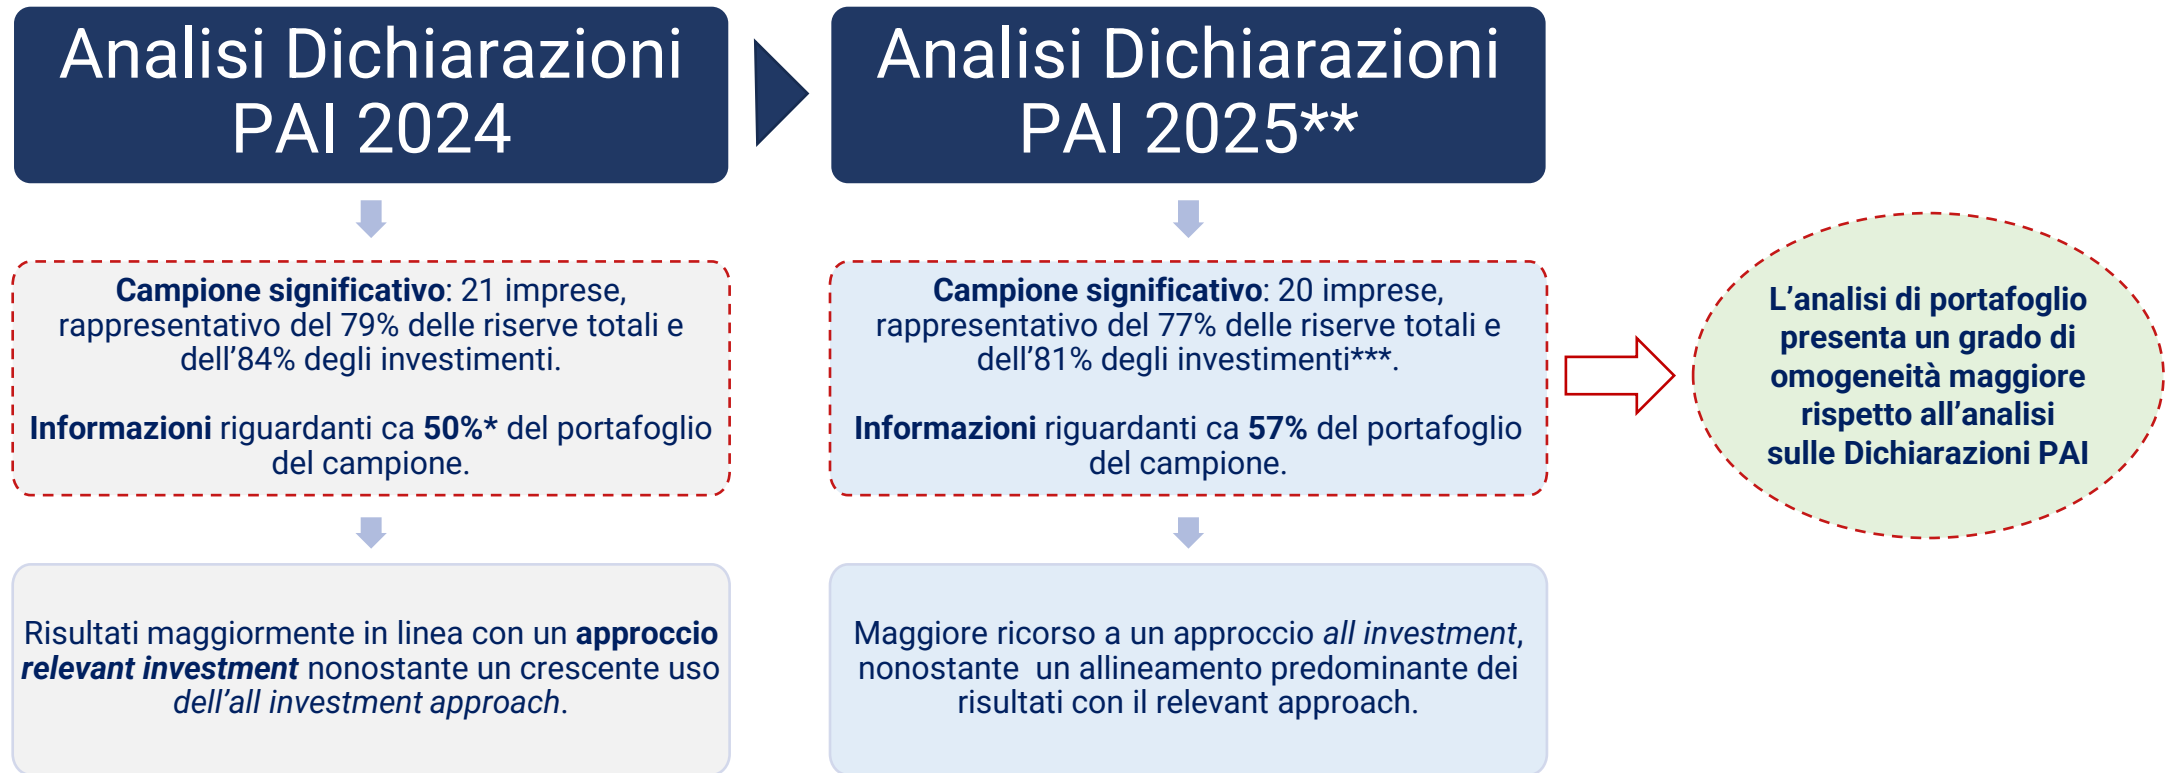 Analisi Dichiarazioni
PAI 2024
Campione significativo: 21 imprese,
rappresentativo del 79% delle riserve totali e
dell’84% degli investimenti.
Informazioni riguardanti ca 50%* del portafoglio
del campione.
Risultati maggiormente in linea con un approccio
relevant investment nonostante un crescente uso
dell’all investment approach.
Analisi Dichiarazioni
PAI 2025**
Campione significativo: 20 imprese,
rappresentativo del 77% delle riserve totali e
dell’81% degli investimenti***.
Informazioni riguardanti ca 57% del portafoglio
del campione.
Maggiore ricorso a un approccio all investment,
nonostante un allineamento predominante dei
risultati con il relevant approach.
L’analisi di portafoglio
presenta un grado di
omogeneità maggiore
rispetto all’analisi
sulle Dichiarazioni PAI